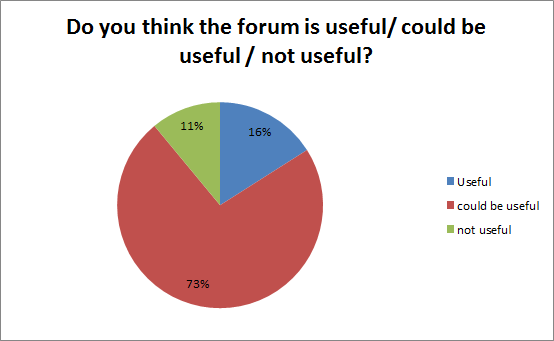 Do you think the forum is useful/ could be
useful / not useful?
11%
16%
73%
Useful
could be useful
not useful